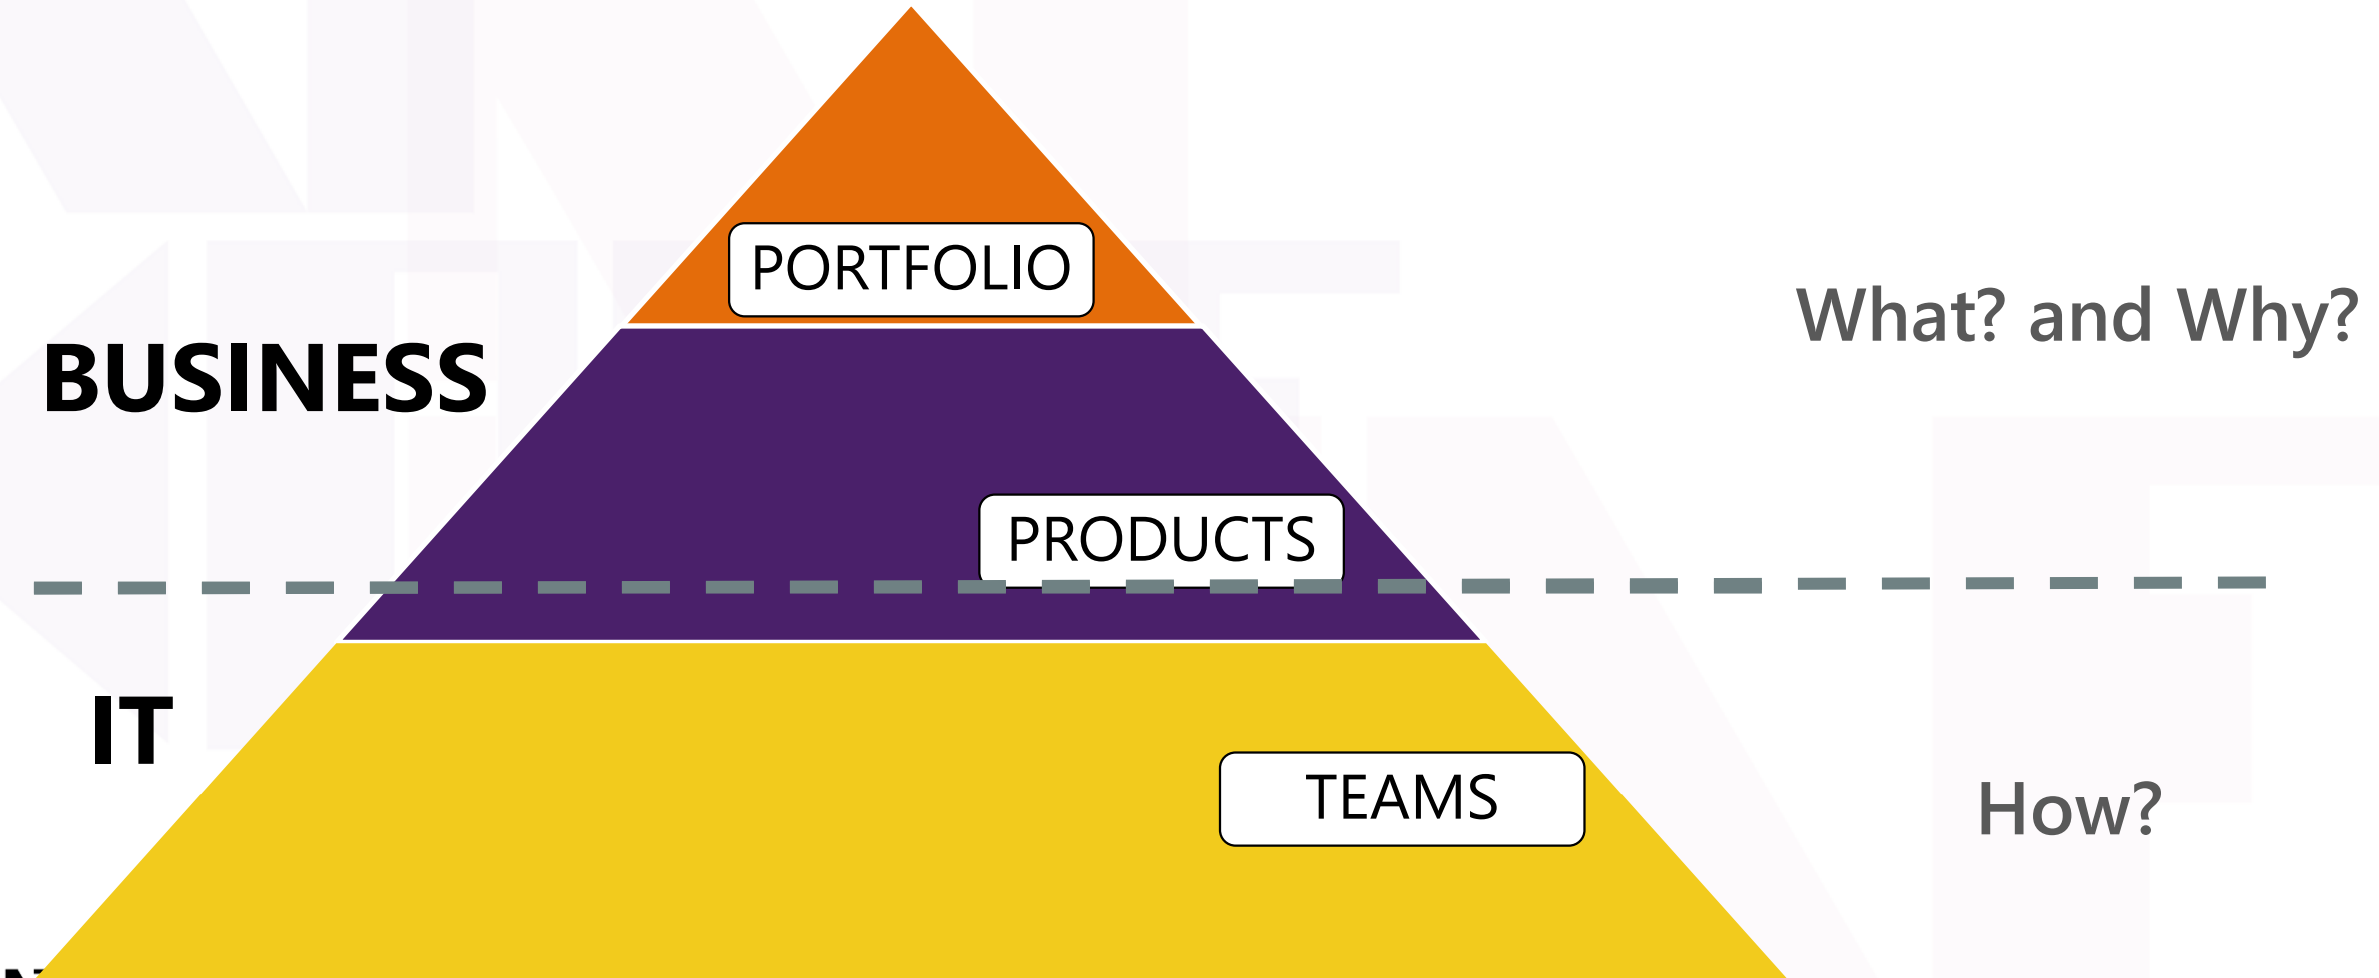 PORTFOLIO
What? and Why?
BUSINESS
PRODUCTS
IT
TEAMS
How?